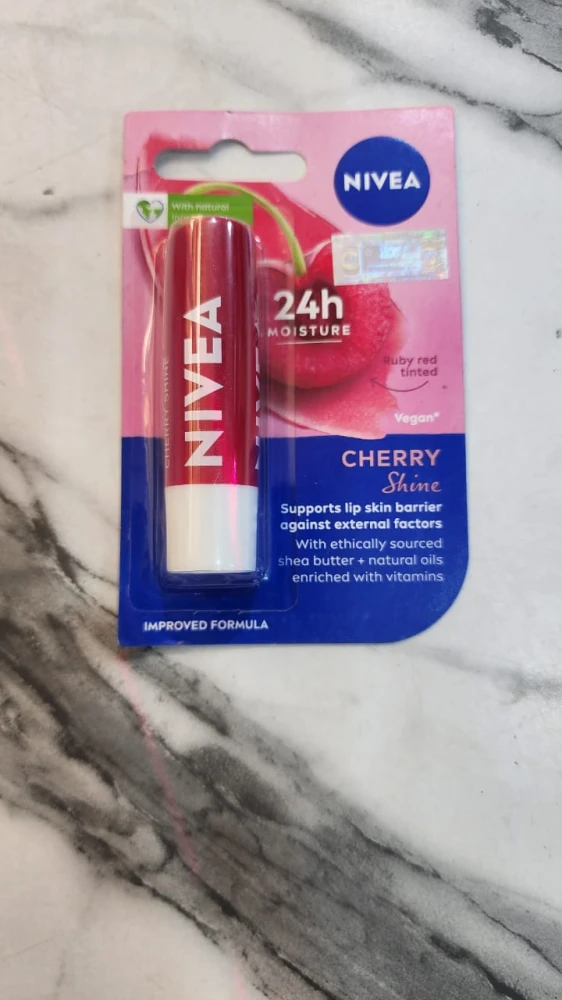 NIVEA
With natural
24h
MOISTURE
Ruby red
tinted
Vegan*
NIVEA
CHERRY SHINE
CHERRY
Shine
Supports lip skin barrier
against external factors
With ethically sourced
shea butter + natural oils
enriched with vitamins
IMPROVED FORMULA